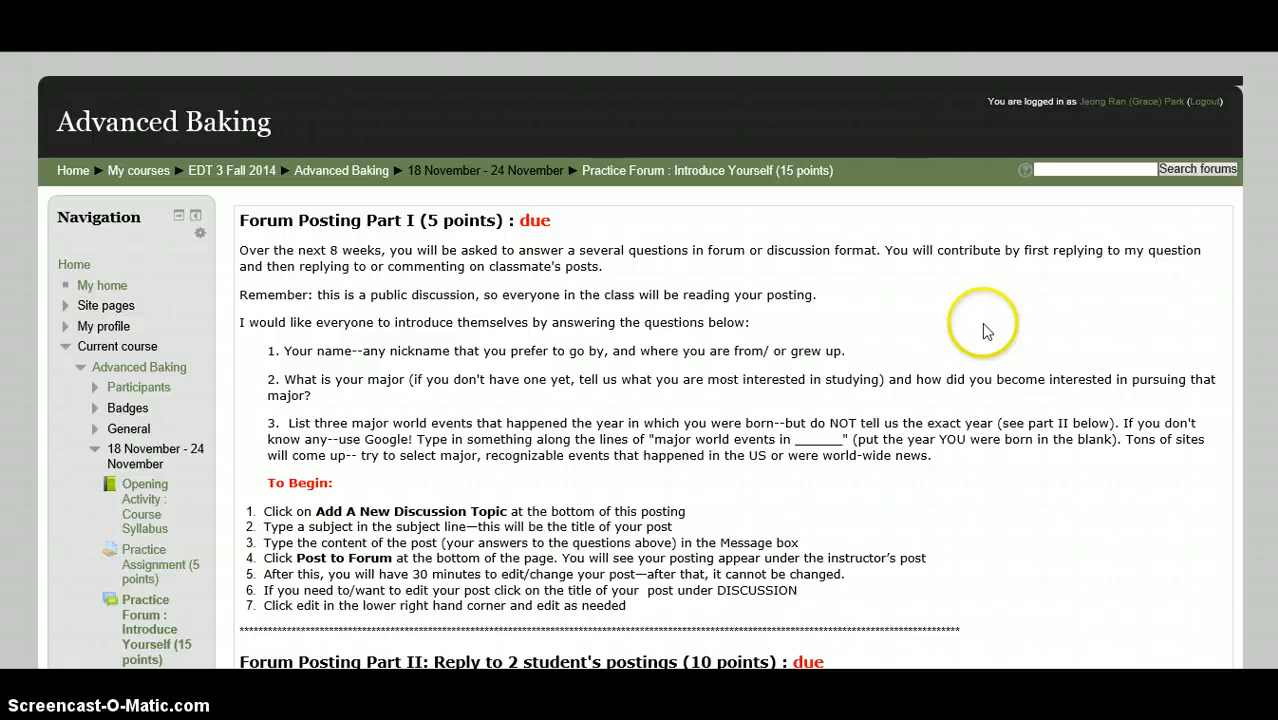 You are logged in as Jeong Ran (Grace) Park (Logout)
Advanced Baking
Home ► My courses ► EDT 3 Fall 2014 ► Advanced Baking ► 18 November - 24 November ► Practice Forum : Introduce Yourself (15 points)
Search forums
Navigation
Home
My home
Site pages
My profile
Current course
Advanced Baking
Participants
Badges
General
18 November - 24
November
Opening
Activity :
Course
Syllabus
Practice
Assignment (5
points)
Practice
Forum :
Introduce
Yourself (15
points)
Forum Posting Part I (5 points) : due
Over the next 8 weeks, you will be asked to answer a several questions in forum or discussion format. You will contribute by first replying to my question
and then replying to or commenting on classmate's posts.
Remember: this is a public discussion, so everyone in the class will be reading your posting.
I would like everyone to introduce themselves by answering the questions below:
1. Your name--any nickname that you prefer to go by, and where you are from/ or grew up.
2. What is your major (if you don't have one yet, tell us what you are most interested in studying) and how did you become interested in pursuing that
major?
3. List three major world events that happened the year in which you were born--but do NOT tell us the exact year (see part II below). If you don't
know any--use Google! Type in something along the lines of "major world events in ______" (put the year YOU were born in the blank). Tons of sites
will come up-- try to select major, recognizable events that happened in the US or were world-wide news.
To Begin:
1. Click on Add A New Discussion Topic at the bottom of this posting
2. Type a subject in the subject line—this will be the title of your post
3. Type the content of the post (your answers to the questions above) in the Message box
4. Click Post to Forum at the bottom of the page. You will see your posting appear under the instructor's post
5. After this, you will have 30 minutes to edit/change your post—after that, it cannot be changed.
6. If you need to/want to edit your post click on the title of your post under DISCUSSION
7. Click edit in the lower right hand corner and edit as needed
************************************************************************************************************************************************
Forum Posting Part II: Reply to 2 student's postings (10 points) : due
Screencast-O-Matic.com